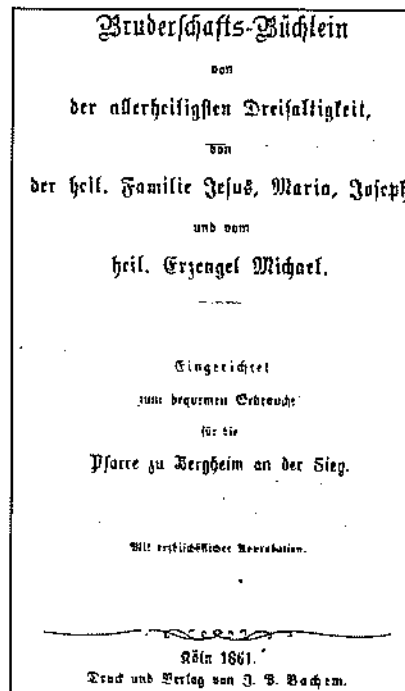 Bruderschafts-Büchlein
von
der allerheiligsten Dreifaltigkeit,
von
der heil. Familie Jesus, Maria, Joseph
und vom
heil. Erzengel Michael.
Eingerichtet
zum bequemen Gebrauche
für die
Pfarre zu Bergheim an der Sieg.
Mit erzbischöflicher Approbation.
Köln 1861.
Druck und Verlag von J. P. Bachem.